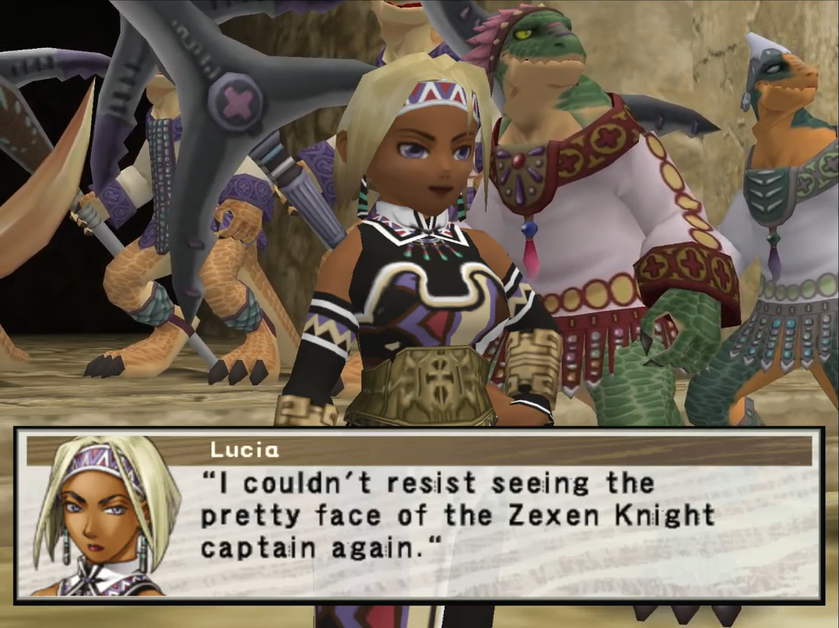 Lucia
“I couldn't resist seeing the
pretty face of the Zexen Knight
captain again.“